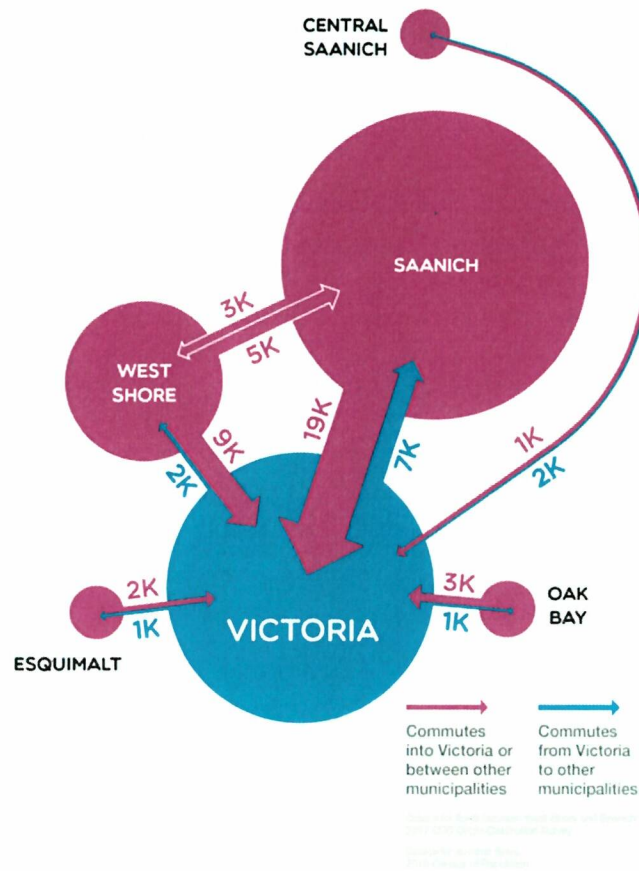 CENTRAL
SAANICH
SAANICH
3K
5K
WEST
SHORE
19K
7K
9K
2K
1K
2K
2K
1K
3K
1K
OAK
BAY
VICTORIA
ESQUIMALT
Commutes
into Victoria or
between other
municipalities
Commutes
from Victoria
to other
municipalities